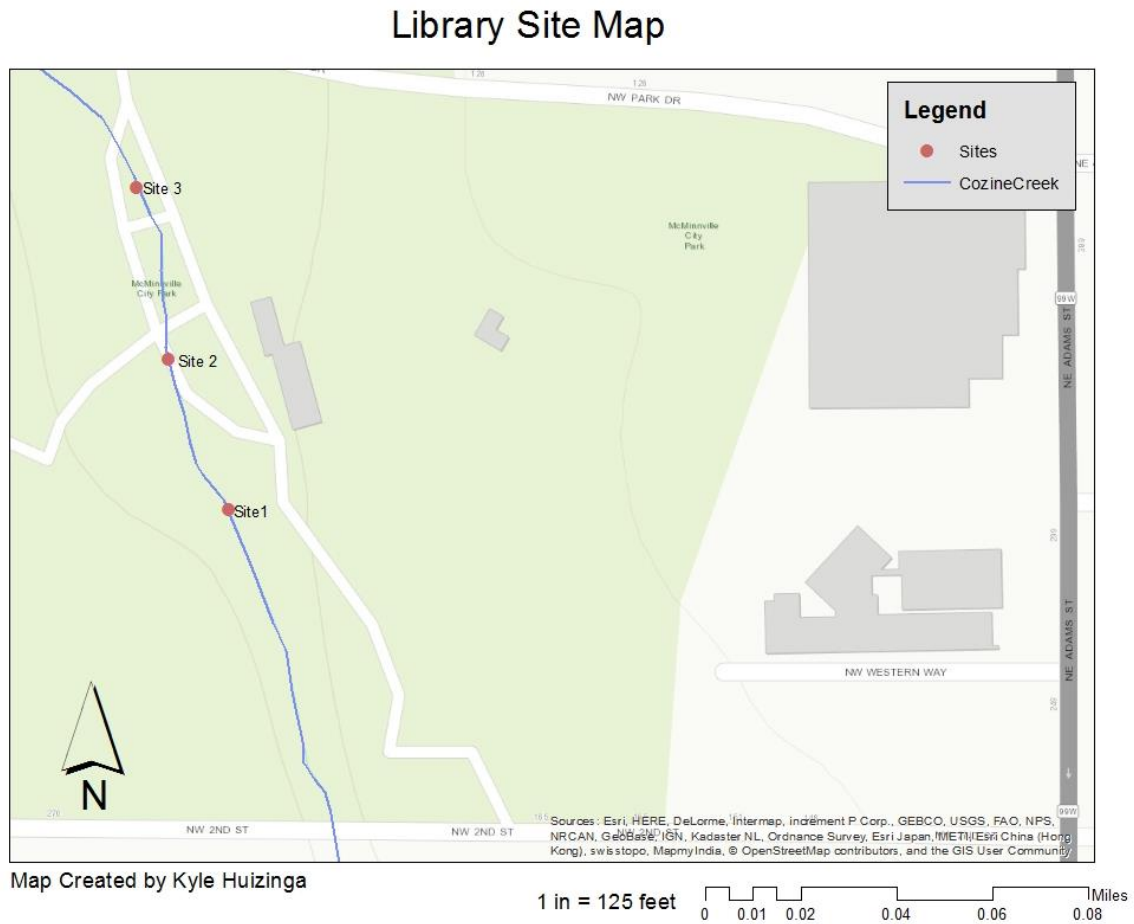 Library Site Map
128
128
NW PARK DR
Legend
Sites
CozineCreek
NE
Site 3
McMinnville
City
Park
McMinnville
City Park
99W
NE ADAMS ST
Site 2
Site1
NE ADAMS ST
NW WESTERN WAY
N
NW 2ND ST
NW 2ND ST
99W
Sources: Esri, HERE, DeLorme, Intermap, increment P Corp., GEBCO, USGS, FAO, NPS,
NRCAN, GeoBase, IGN, Kadaster NL, Ordnance Survey, Esri Japan, METI, Esri China (Hong
Kong), swisstopo, MapmyIndia, © OpenStreetMap contributors, and the GIS User Community
Map Created by Kyle Huizinga
1 in = 125 feet
Miles
0 0.01 0.02 0.04 0.06 0.08